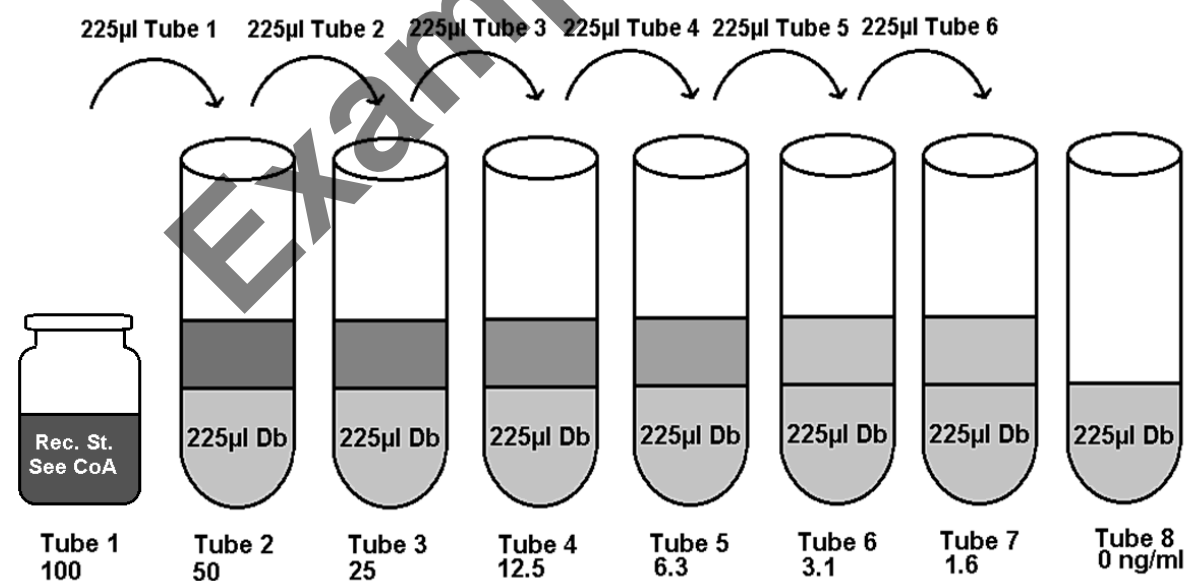 225µl Tube 1 225µl Tube 2 225µl Tube 3 225µl Tube 4 225µl Tube 5 225µl Tube 6
Rec. St.
See CoA
225µl Db 225µl Db 225µl Db 225µl Db 225µl Db 225µl Db 225µl Db
Tube 1 Tube 2 Tube 3 Tube 4 Tube 5 Tube 6 Tube 7 Tube 8
100 50 25 12.5 6.3 3.1 1.6 0 ng/ml